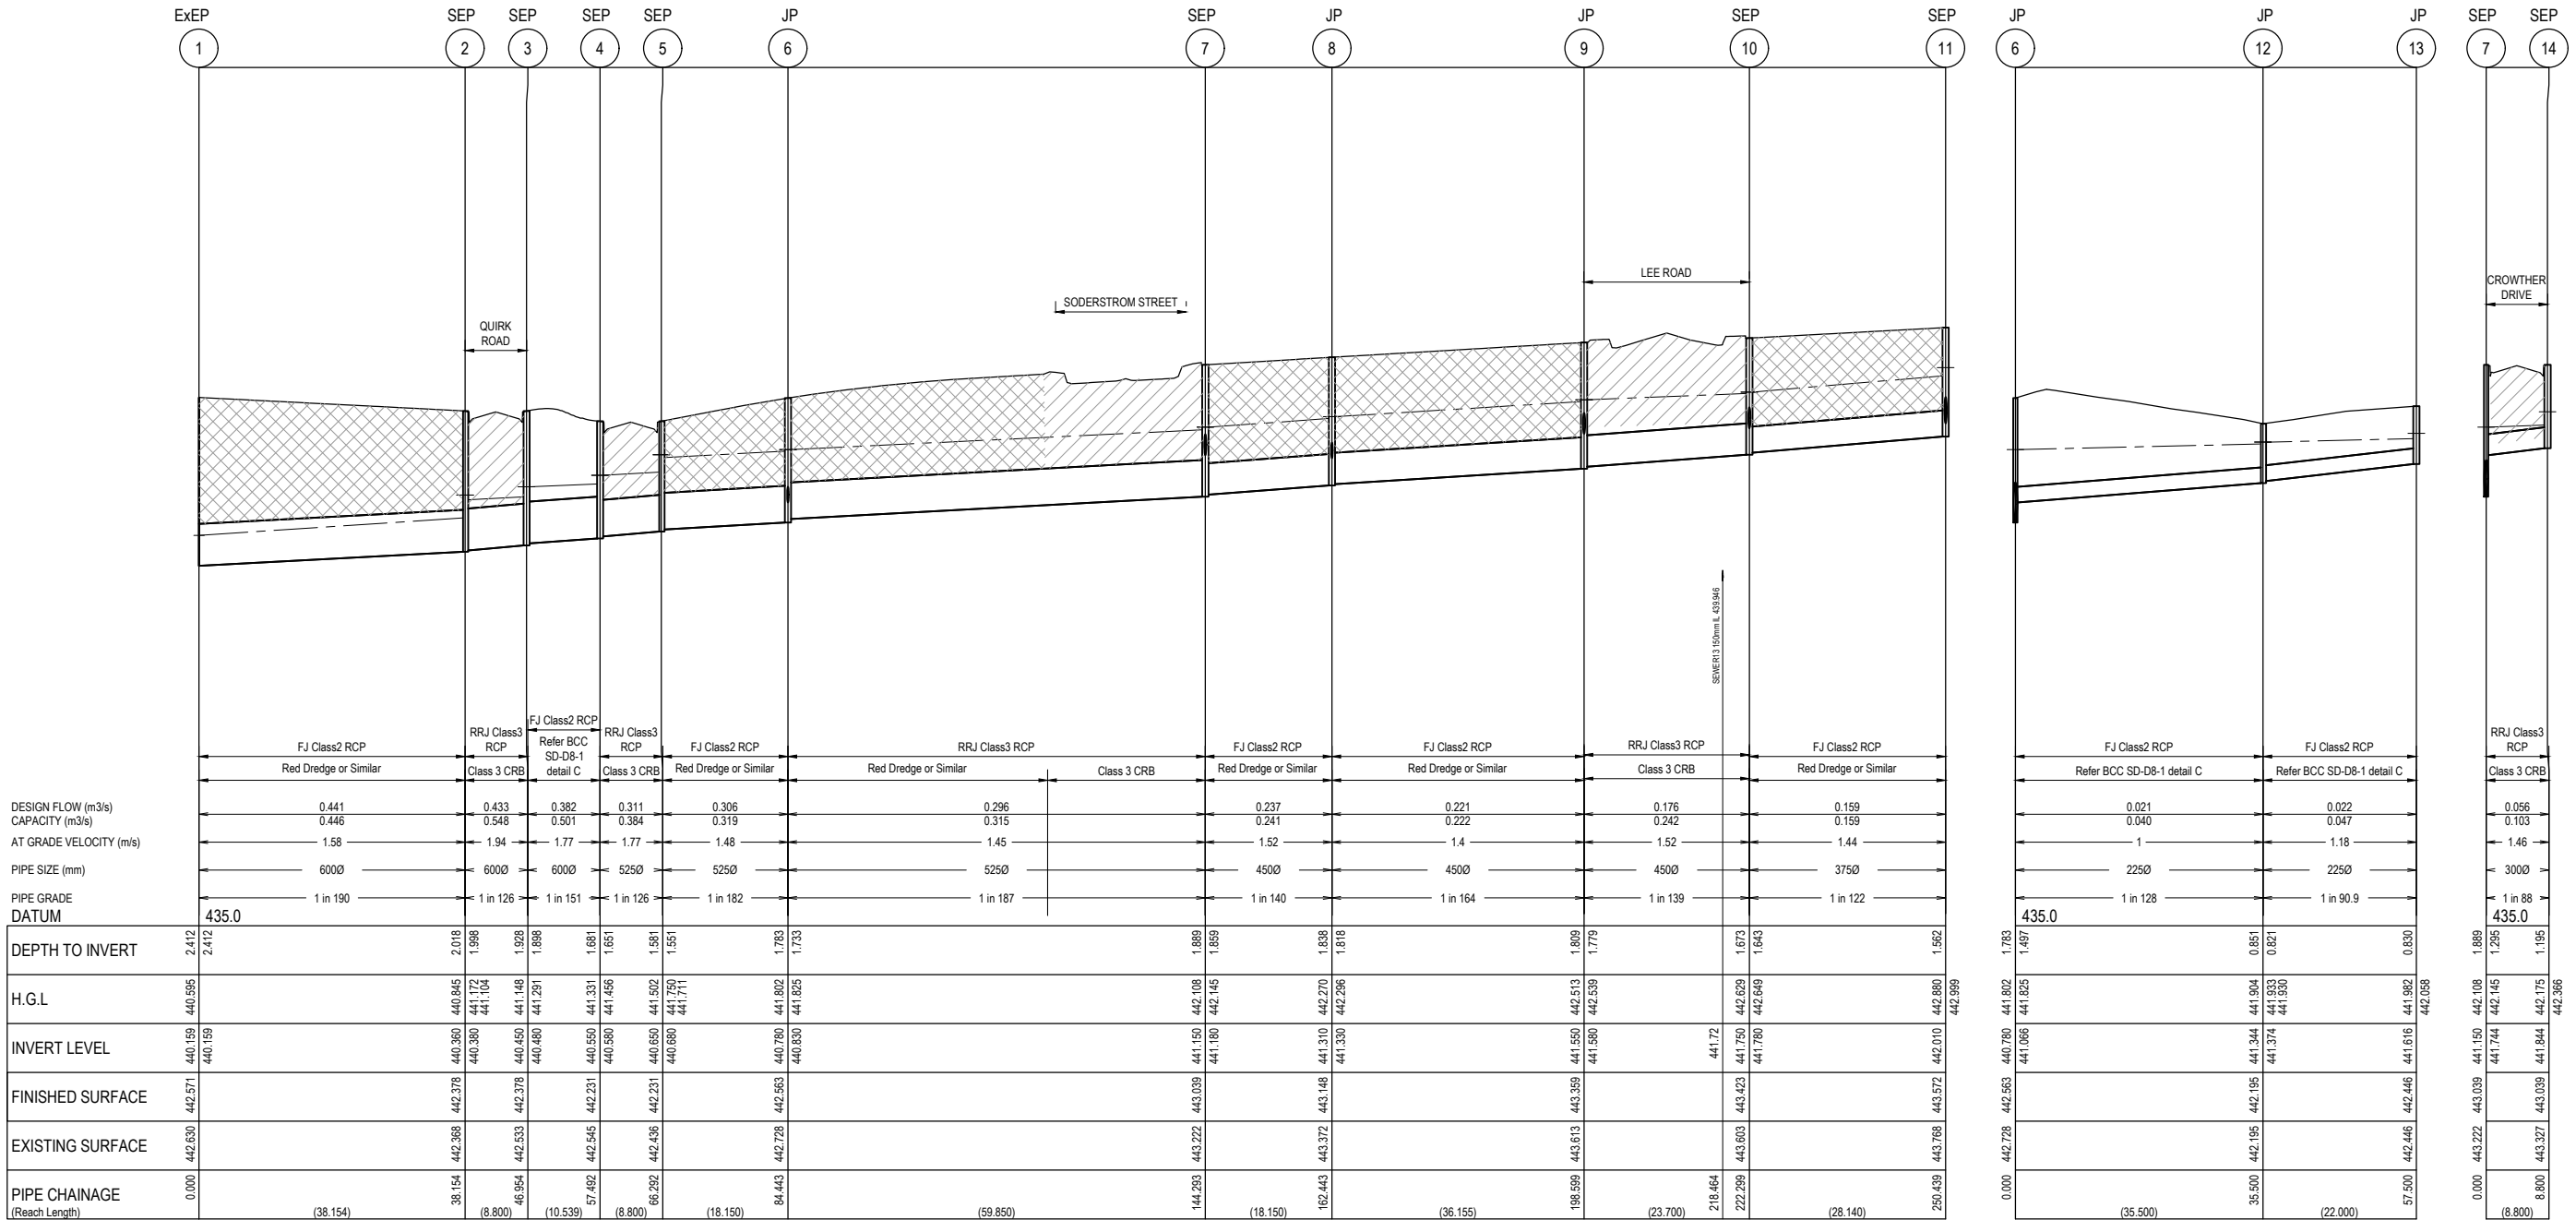 ExEP SEP SEP SEP SEP JP SEP JP JP SEP SEP JP JP JP SEP SEP
1 2 3 4 5 6 7 8 9 10 11 6 12 13 7 14
LEE ROAD
CROWTHER
DRIVE
SODERSTROM STREET
QUIRK
ROAD
SEWER13 150mm IL 439.946
FJ Class2 RCP
RRJ Class3
RCP
FJ Class2 RCP
Refer BCC
SD-D8-1
detail C
RRJ Class3
RCP
FJ Class2 RCP
RRJ Class3 RCP
FJ Class2 RCP
FJ Class2 RCP
RRJ Class3 RCP
FJ Class2 RCP
FJ Class2 RCP
FJ Class2 RCP
RRJ Class3
RCP
Red Dredge or Similar Class 3 CRB Class 3 CRB Red Dredge or Similar Red Dredge or Similar Class 3 CRB Red Dredge or Similar Red Dredge or Similar Class 3 CRB Red Dredge or Similar Refer BCC SD-D8-1 detail C Refer BCC SD-D8-1 detail C Class 3 CRB
DESIGN FLOW (m3/s) 0.441 0.433 0.382 0.311 0.306 0.296 0.237 0.221 0.176 0.159 0.021 0.022 0.056
CAPACITY (m3/s) 0.446 0.548 0.501 0.384 0.319 0.315 0.241 0.222 0.242 0.159 0.040 0.047 0.103
AT GRADE VELOCITY (m/s) 1.58 1.94 1.77 1.77 1.48 1.45 1.52 1.4 1.52 1.44 1 1.18 1.46
PIPE SIZE (mm) 600Ø 600Ø 600Ø 525Ø 525Ø 525Ø 450Ø 450Ø 450Ø 375Ø 225Ø 225Ø 300Ø
PIPE GRADE 1 in 190 1 in 126 1 in 151 1 in 126 1 in 182 1 in 187 1 in 140 1 in 164 1 in 139 1 in 122 1 in 128 1 in 90.9 1 in 88
DATUM 435.0 435.0 435.0
DEPTH TO INVERT 2.412 2.412 2.018 1.998 1.928 1.898 1.681 1.651 1.581 1.551 1.783 1.733 1.889 1.859 1.838 1.818 1.809 1.779 1.673 1.643 1.562 1.783 1.497 0.851 0.821 0.830 1.889 1.295 1.195
H.G.L 440.595 440.845 441.172 441.104 441.148 441.291 441.331 441.456 441.502 441.750 441.711 441.802 441.825 442.108 442.145 442.270 442.296 442.513 442.539 442.629 442.649 442.880 442.999 441.802 441.825 441.904 441.933 441.930 441.982 442.058 442.108 442.145 442.175 442.366
INVERT LEVEL 440.159 440.159 440.360 440.380 440.450 440.480 440.550 440.580 440.650 440.680 440.780 440.830 441.150 441.180 441.310 441.330 441.550 441.580 441.72 441.750 441.780 442.010 440.780 441.066 441.344 441.374 441.616 441.150 441.744 441.844
FINISHED SURFACE 442.571 442.378 442.378 442.231 442.231 442.563 443.039 443.148 443.359 443.423 443.572 442.563 442.195 442.446 443.039 443.039
EXISTING SURFACE 442.630 442.368 442.533 442.545 442.436 442.728 443.222 443.372 443.613 443.603 443.768 442.728 442.195 442.446 443.222 443.327
PIPE CHAINAGE 0.000 38.154 46.954 57.492 66.292 84.443 144.293 162.443 198.599 218.464 222.299 250.439 0.000 35.500 57.500 0.000 8.800
(Reach Length) (38.154) (8.800) (10.539) (8.800) (18.150) (59.850) (18.150) (36.155) (23.700) (28.140) (35.500) (22.000) (8.800)